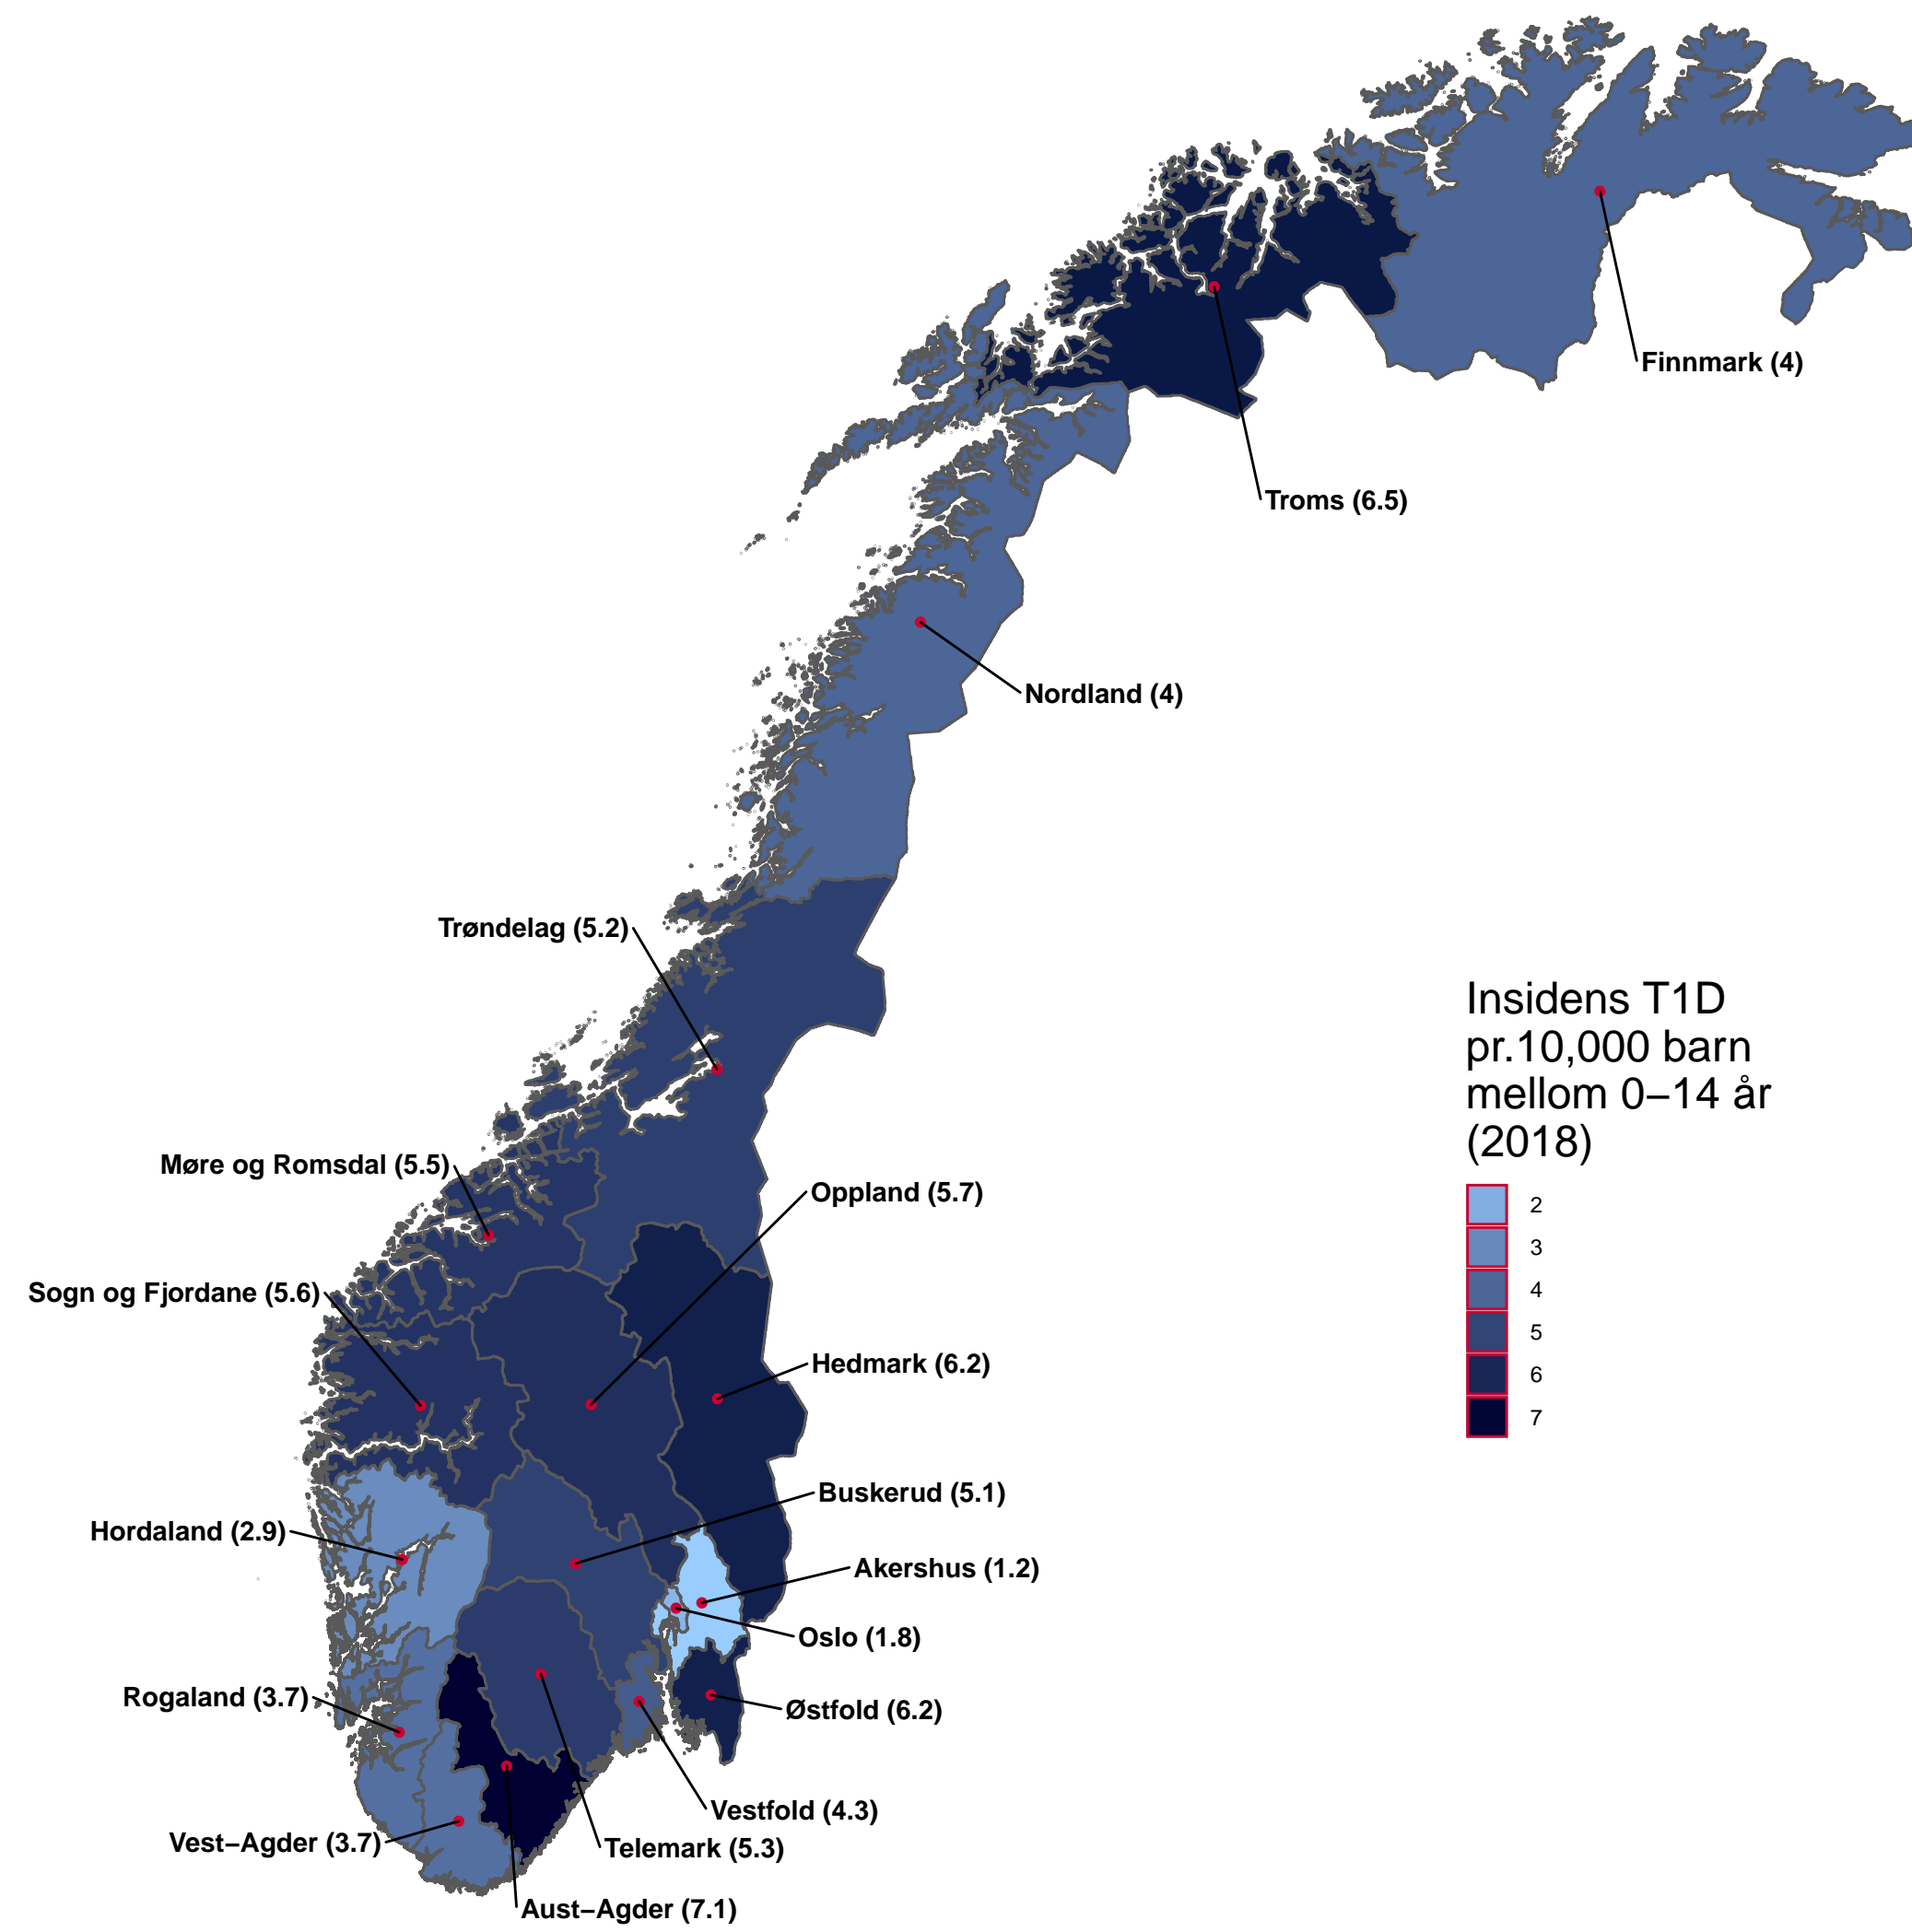 Finnmark (4)
Troms (6.5)
Nordland (4)
Trøndelag (5.2)
Møre og Romsdal (5.5)
Oppland (5.7)
Sogn og Fjordane (5.6)
Hedmark (6.2)
Buskerud (5.1)
Hordaland (2.9)
Akershus (1.2)
Oslo (1.8)
Rogaland (3.7)
Østfold (6.2)
Vestfold (4.3)
Vest–Agder (3.7)
Telemark (5.3)
Aust–Agder (7.1)
Insidens T1D
pr.10,000 barn
mellom 0–14 år
(2018)
2
3
4
5
6
7